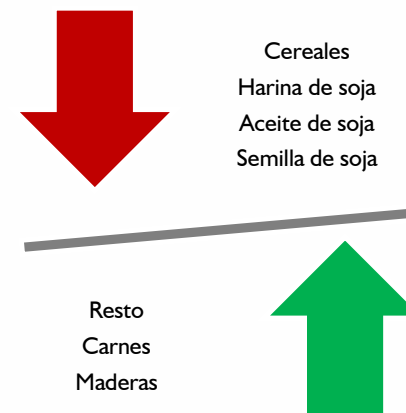 Cereales
Harina de soja
Aceite de soja
Semilla de soja
Resto
Carnes
Maderas